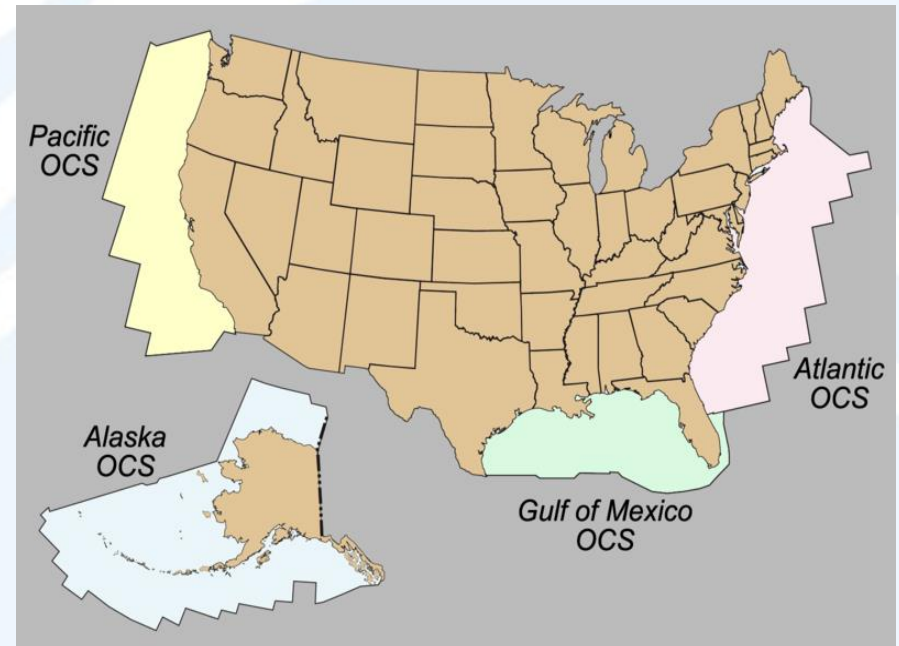 Pacific
OCS
Atlantic
OCS
Alaska
OCS
Gulf of Mexico
OCS